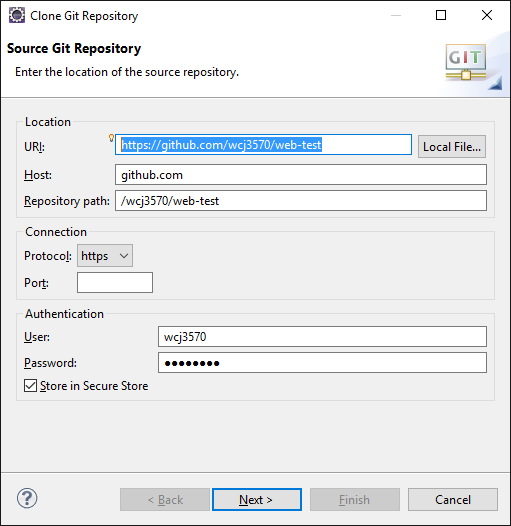 Clone Git Repository
Source Git Repository
Enter the location of the source repository.
GIT
Location
URI: https://github.com/wcj3570/web-test Local File...
Host: github.com
Repository path: /wcj3570/web-test
Connection
Protocol: https
Port:
Authentication
User: wcj3570
Password: ●●●●●●●●
Store in Secure Store
? < Back Next > Finish Cancel